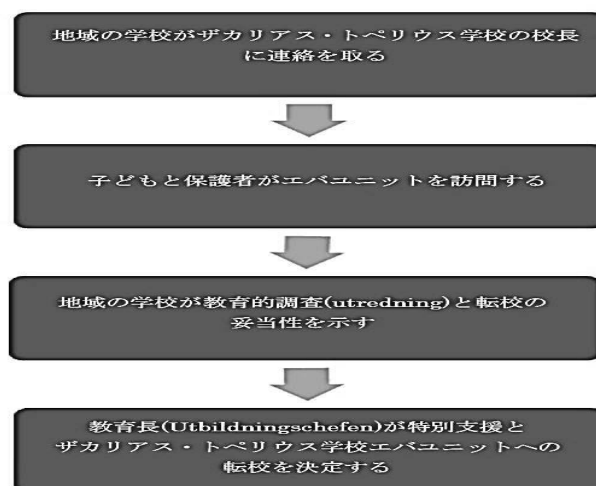 地域の学校がザカリアス・トペリウス学校の校長
に連絡を取る
子どもと保護者がエバユニットを訪問する
地域の学校が教育的調査(utredning)と転校の
妥当性を示す
教育長(Utbildningschefen)が特別支援と
ザカリアス・トペリウス学校エバユニットへの
転校を決定する